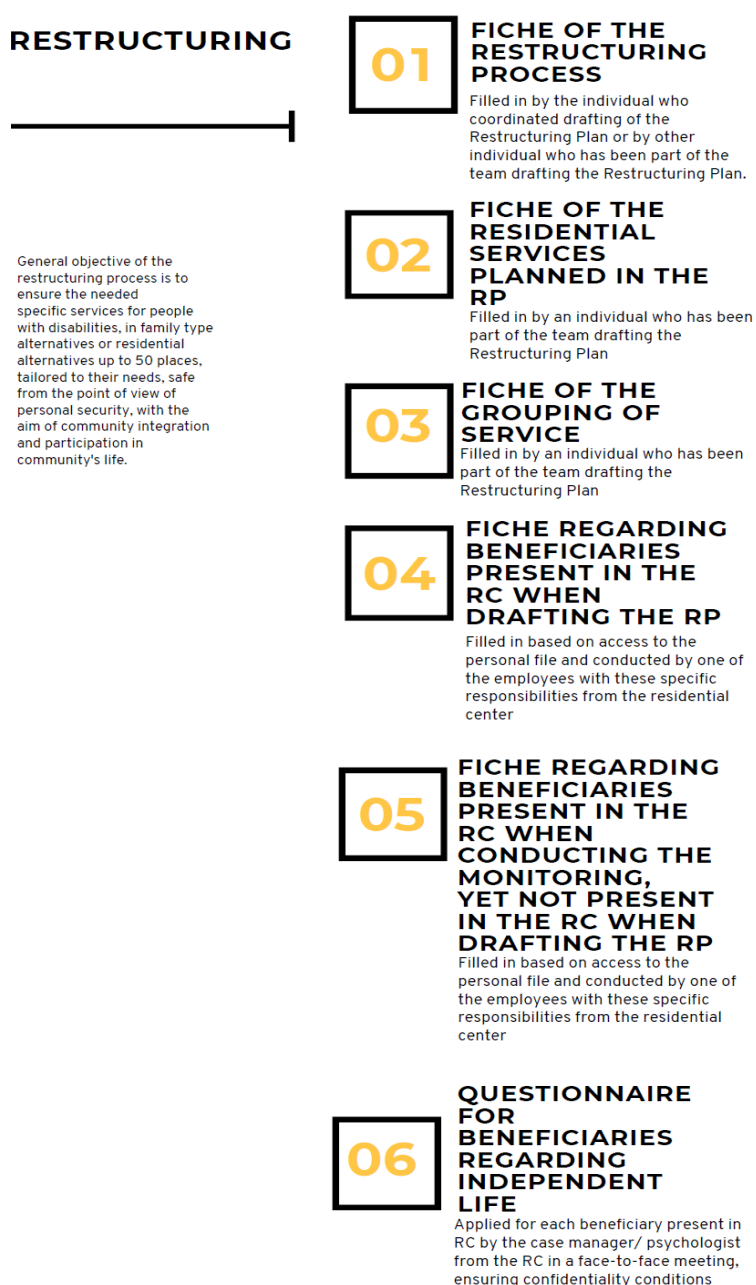 RESTRUCTURING
General objective of the
restructuring process is to
ensure the needed
specific services for people
with disabilities, in family type
alternatives or residential
alternatives up to 50 places,
tailored to their needs, safe
from the point of view of
personal security, with the
aim of community integration
and participation in
community's life.
01
FICHE OF THE
RESTRUCTURING
PROCESS
Filled in by the individual who
coordinated drafting of the
Restructuring Plan or by other
individual who has been part of the
team drafting the Restructuring Plan.
02
FICHE OF THE
RESIDENTIAL
SERVICES
PLANNED IN THE
RP
Filled in by an individual who has been
part of the team drafting the
Restructuring Plan
03
FICHE OF THE
GROUPING OF
SERVICE
Filled in by an individual who has been
part of the team drafting the
Restructuring Plan
04
FICHE REGARDING
BENEFICIARIES
PRESENT IN THE
RC WHEN
DRAFTING THE RP
Filled in based on access to the
personal file and conducted by one of
the employees with these specific
responsibilities from the residential
center
05
FICHE REGARDING
BENEFICIARIES
PRESENT IN THE
RC WHEN
CONDUCTING THE
MONITORING,
YET NOT PRESENT
IN THE RC WHEN
DRAFTING THE RP
Filled in based on access to the
personal file and conducted by one of
the employees with these specific
responsibilities from the residential
center
06
QUESTIONNAIRE
FOR
BENEFICIARIES
REGARDING
INDEPENDENT
LIFE
Applied for each beneficiary present in
RC by the case manager/ psychologist
from the RC in a face-to-face meeting,
ensuring confidentiality conditions